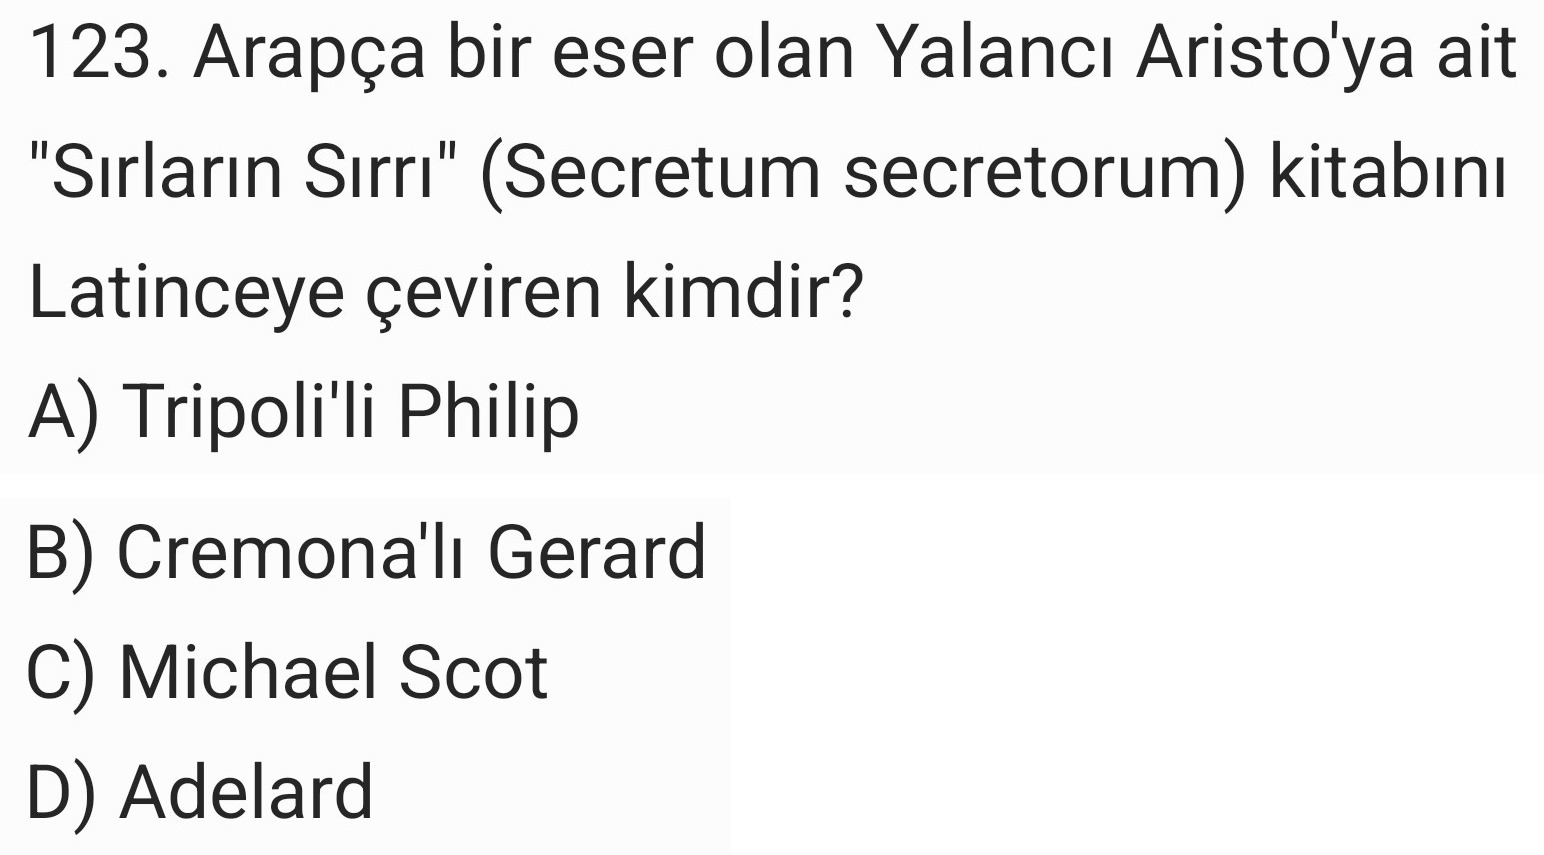 123. Arapça bir eser olan Yalancı Aristo'ya ait
"Sırların Sırrı" (Secretum secretorum) kitabını
Latinceye çeviren kimdir?
A) Tripoli'li Philip
B) Cremona'lı Gerard
C) Michael Scot
D) Adelard